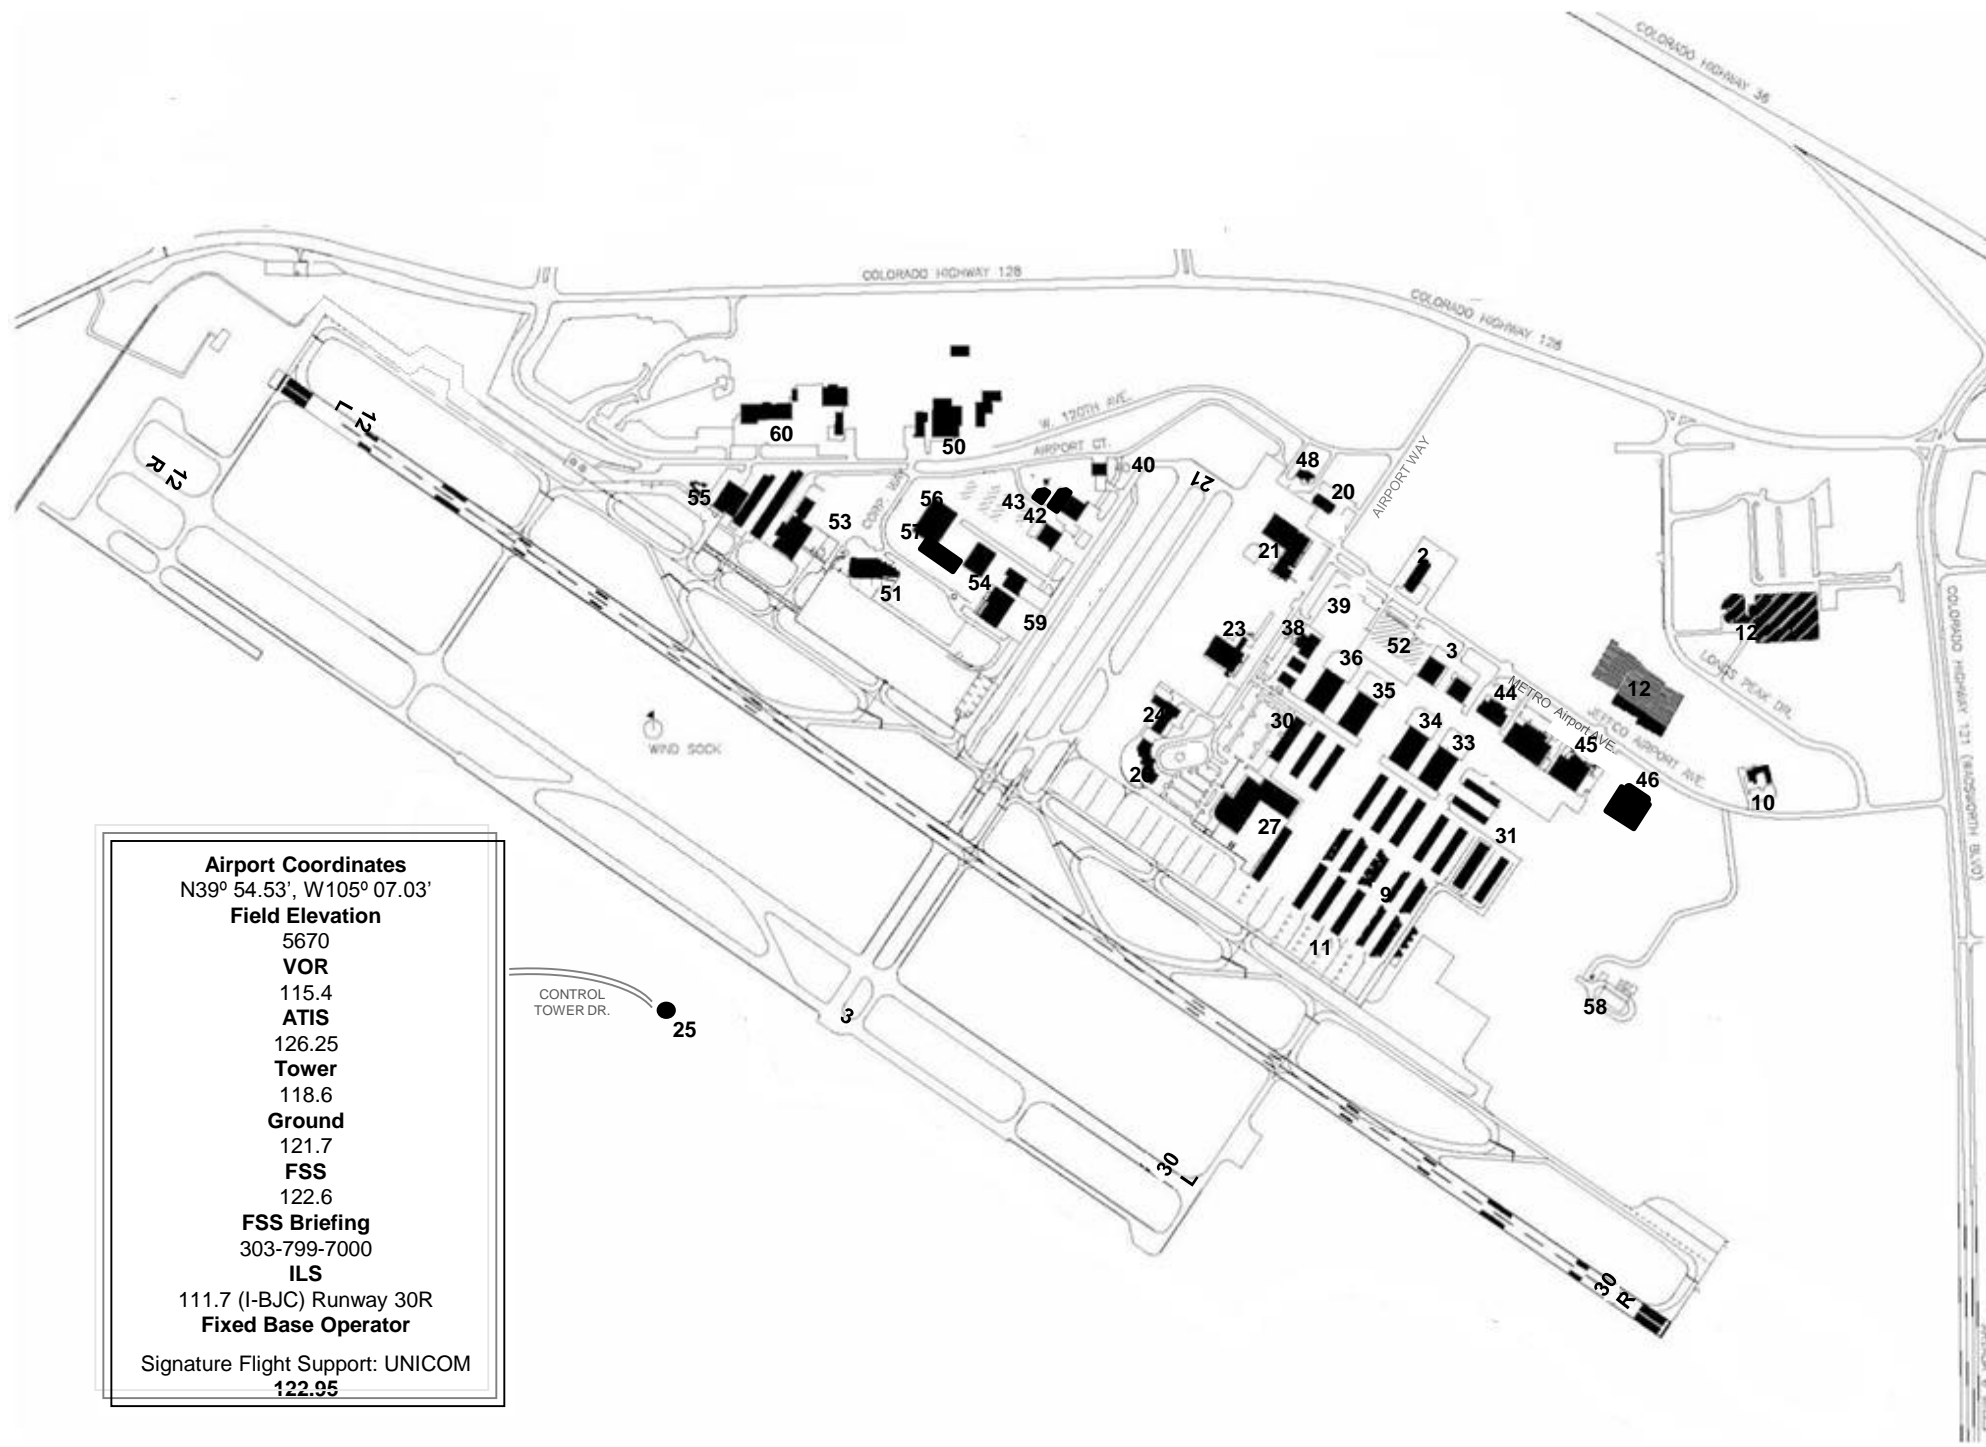 COLORADO HIGHWAY 36
COLORADO HIGHWAY 128
COLORADO HIGHWAY 128
W. 120TH AVE.
AIRPORT CT.
AIRPORT WAY
CORP. WAY
60
50
40
48
20
21
55
53
56
57
43
42
54
51
59
21
2
39
38
23
52
3
36
35
44
METRO Airport AVE.
JEFFCO AIRPORT AVE.
LONGS PEAK DR.
12
12
COLORADO HIGHWAY 121 (WADSWORTH BLVD)
24
30
34
33
45
46
10
27
31
9
11
58
L
12
R
12
WIND SOCK
3
30
L
30
R
CONTROL
TOWER DR.
25
Airport Coordinates
N39º 54.53’, W105º 07.03’
Field Elevation
5670
VOR
115.4
ATIS
126.25
Tower
118.6
Ground
121.7
FSS
122.6
FSS Briefing
303-799-7000
ILS
111.7 (I-BJC) Runway 30R
Fixed Base Operator
Signature Flight Support: UNICOM
122.95